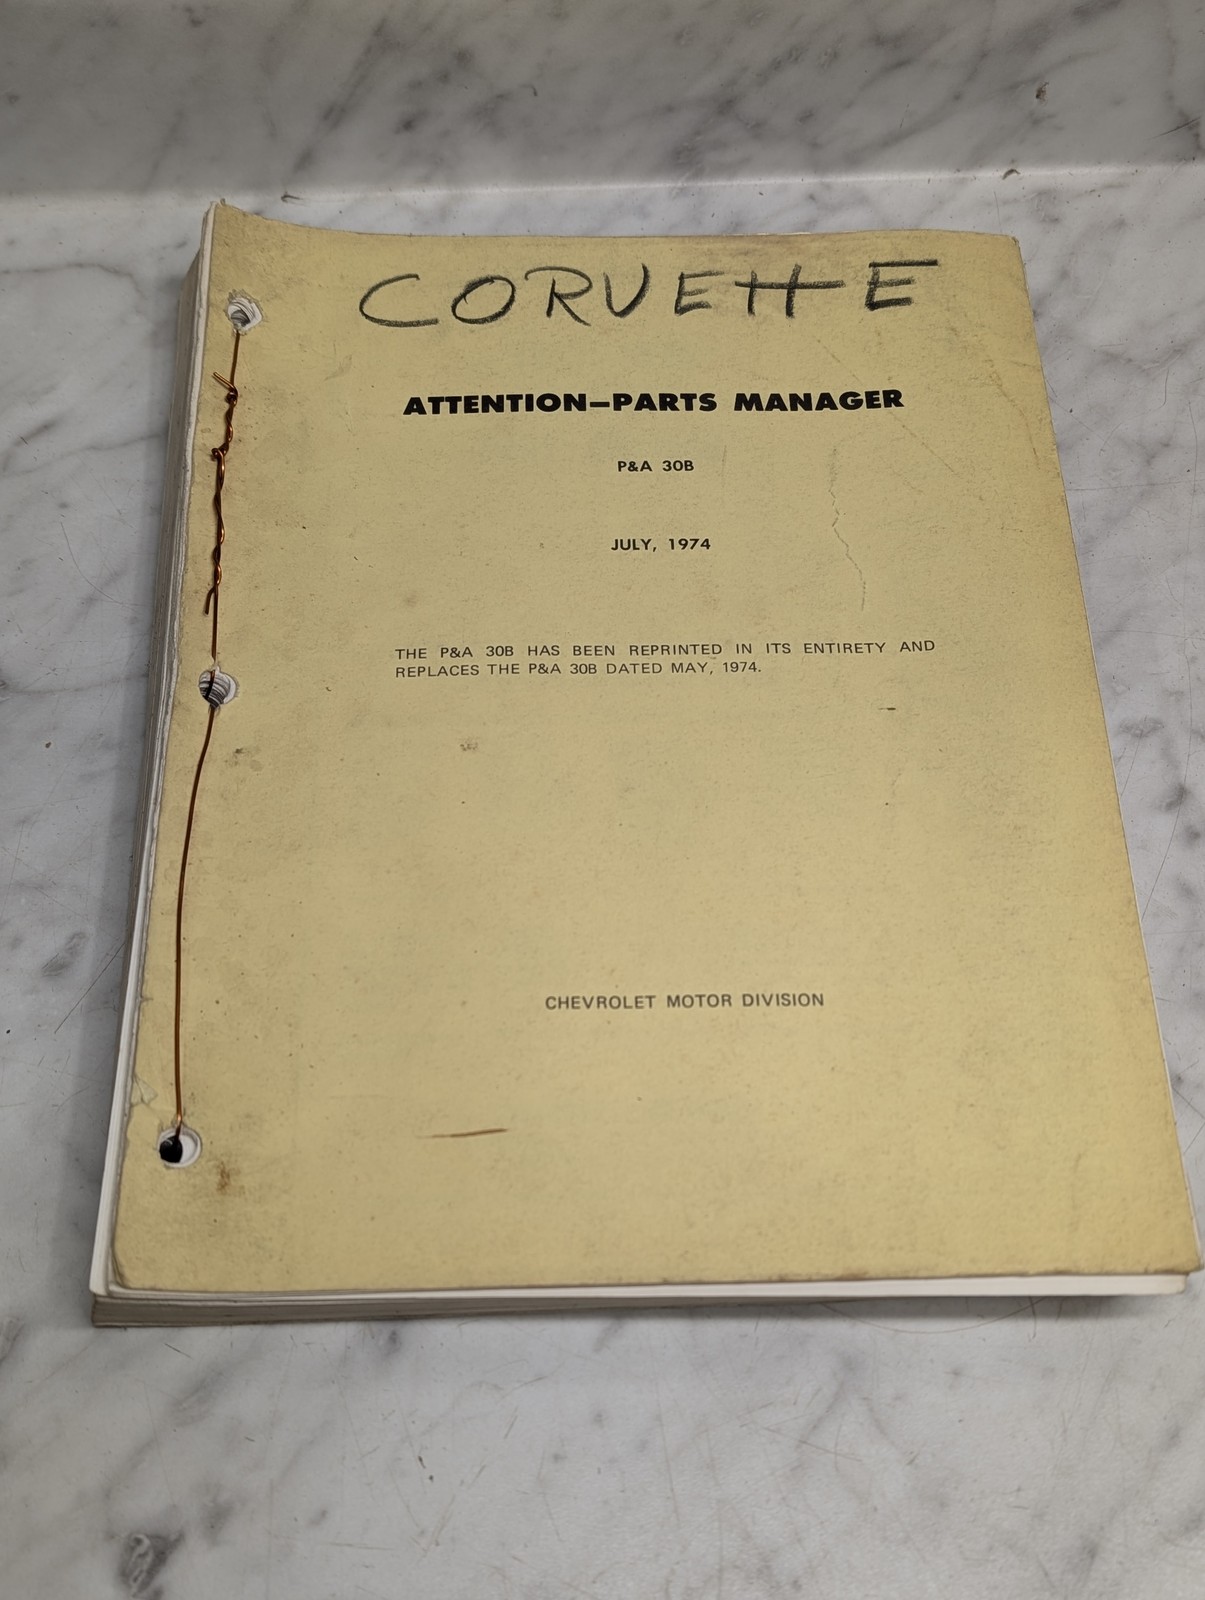 CORVETTE
ATTENTION—PARTS MANAGER
P&A 30B
JULY, 1974
THE P&A 30B HAS BEEN REPRINTED IN ITS ENTIRETY AND
REPLACES THE P&A 30B DATED MAY, 1974.
CHEVROLET MOTOR DIVISION